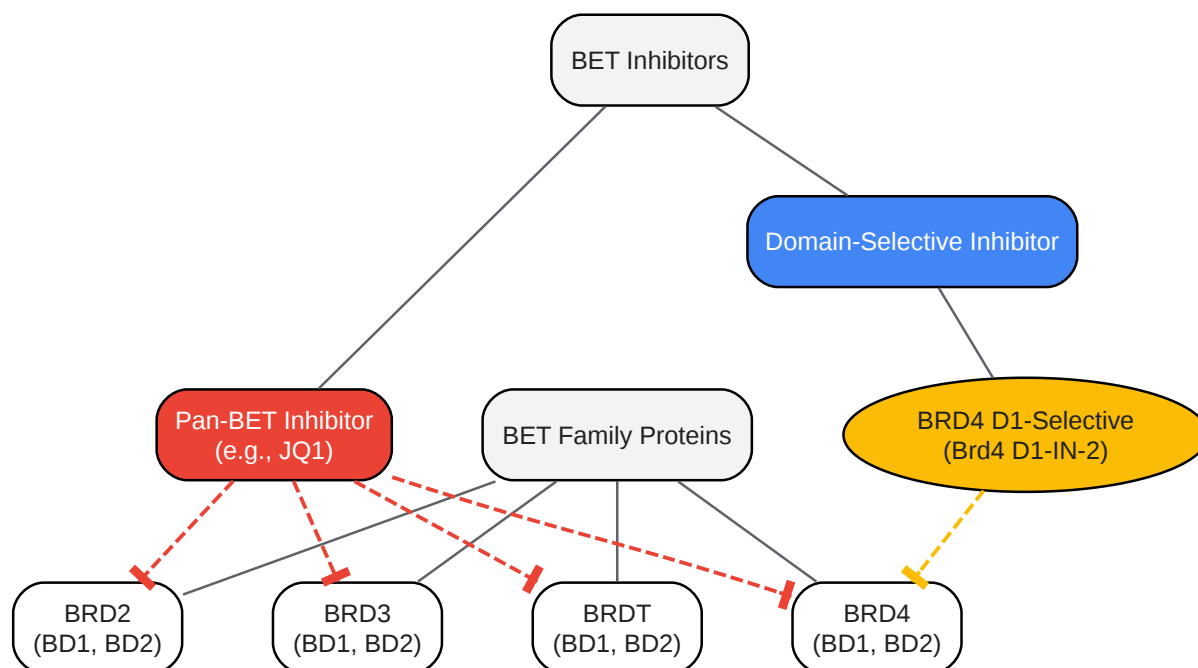 BET Inhibitors
Domain-Selective Inhibitor
Pan-BET Inhibitor
(e.g., JQ1)
BET Family Proteins
BRD4 D1-Selective
(Brd4 D1-IN-2)
BRD2
(BD1, BD2)
BRD3
(BD1, BD2)
BRDT
(BD1, BD2)
BRD4
(BD1, BD2)